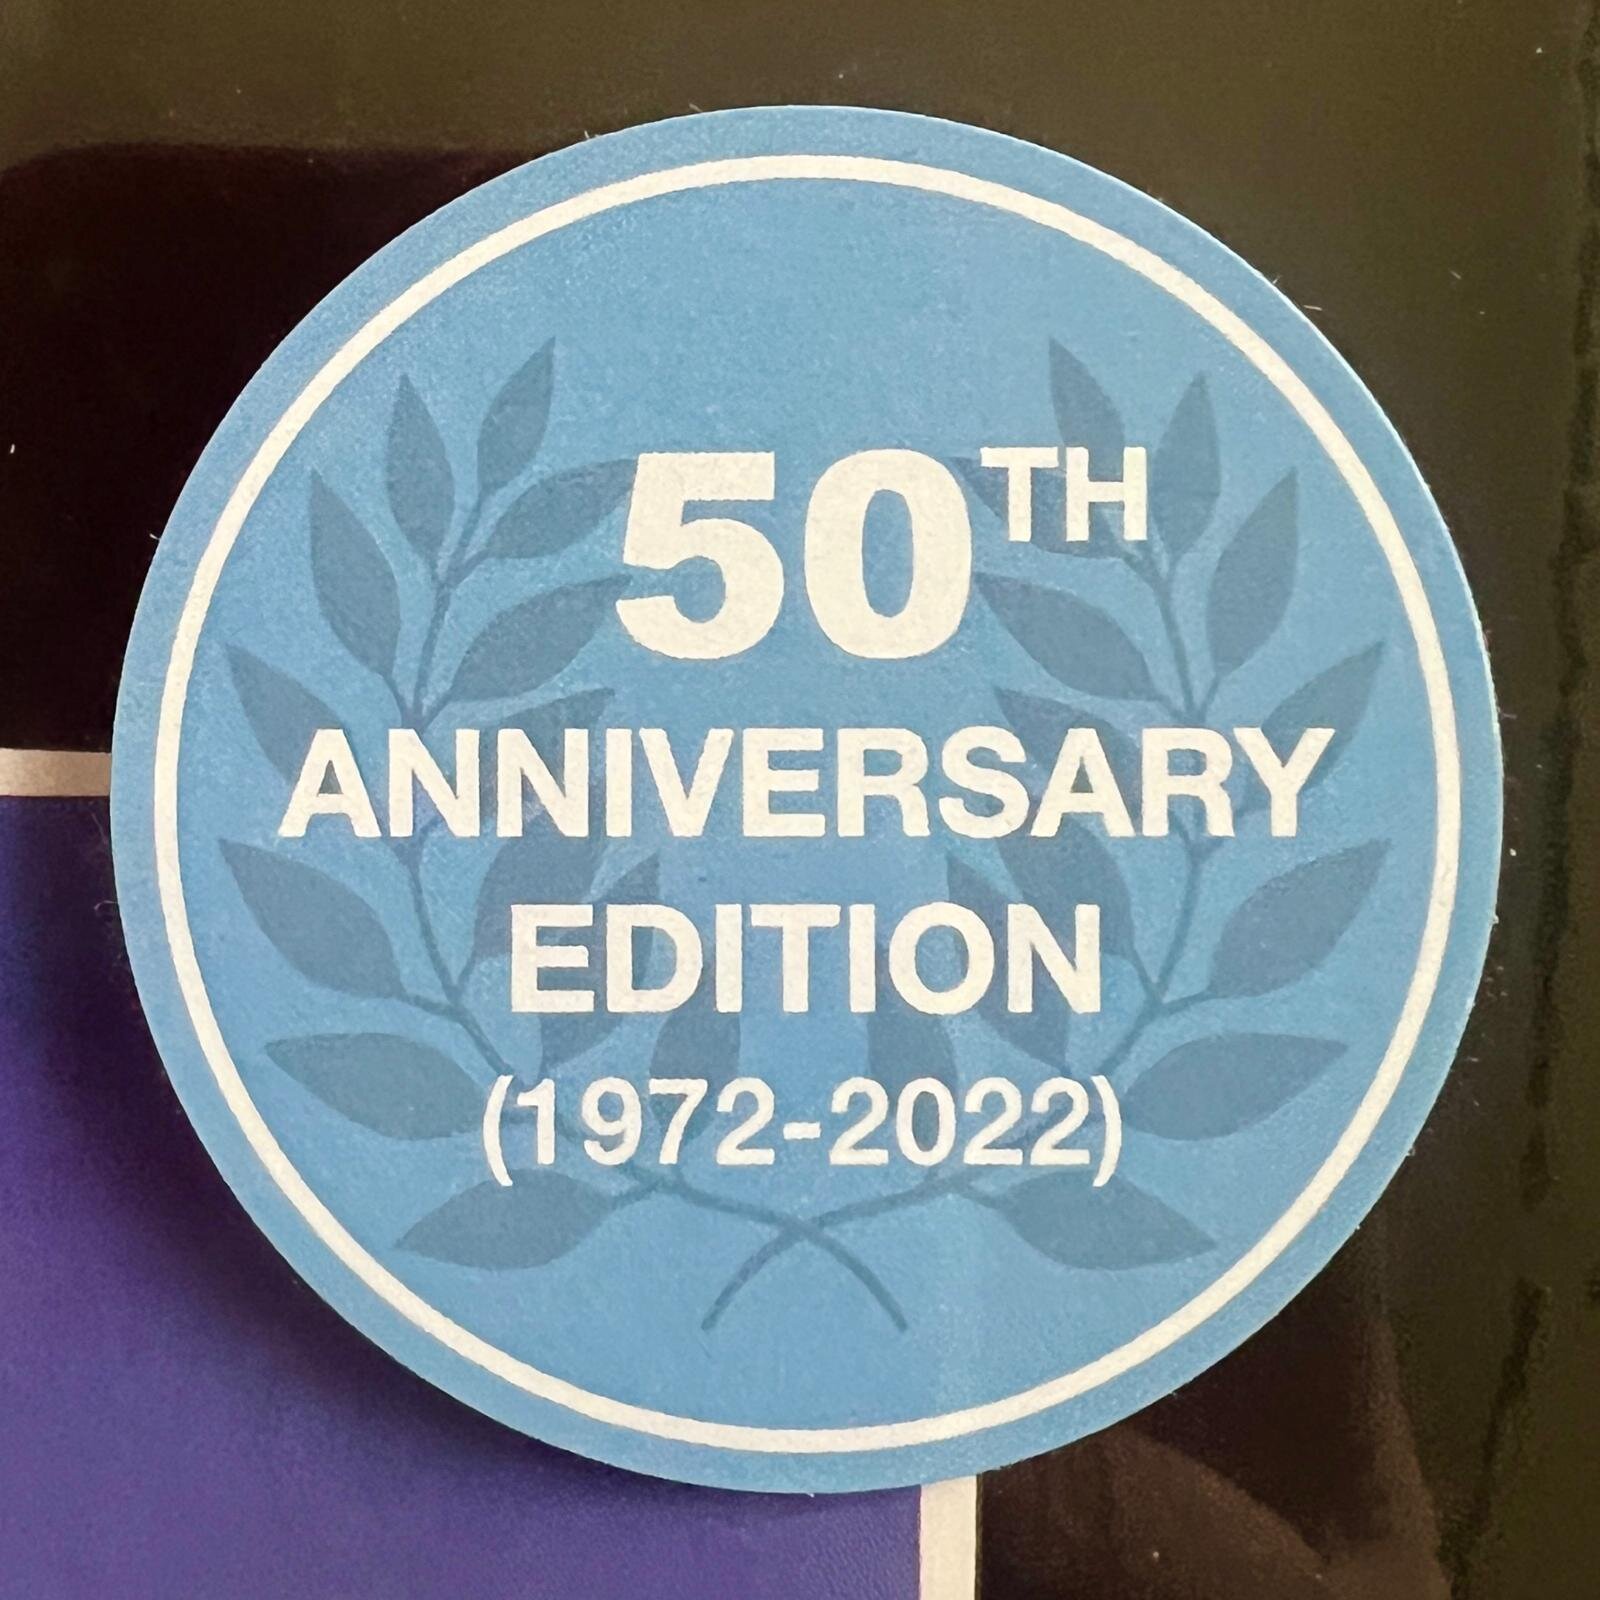 50TH
ANNIVERSARY
EDITION
(1972-2022)